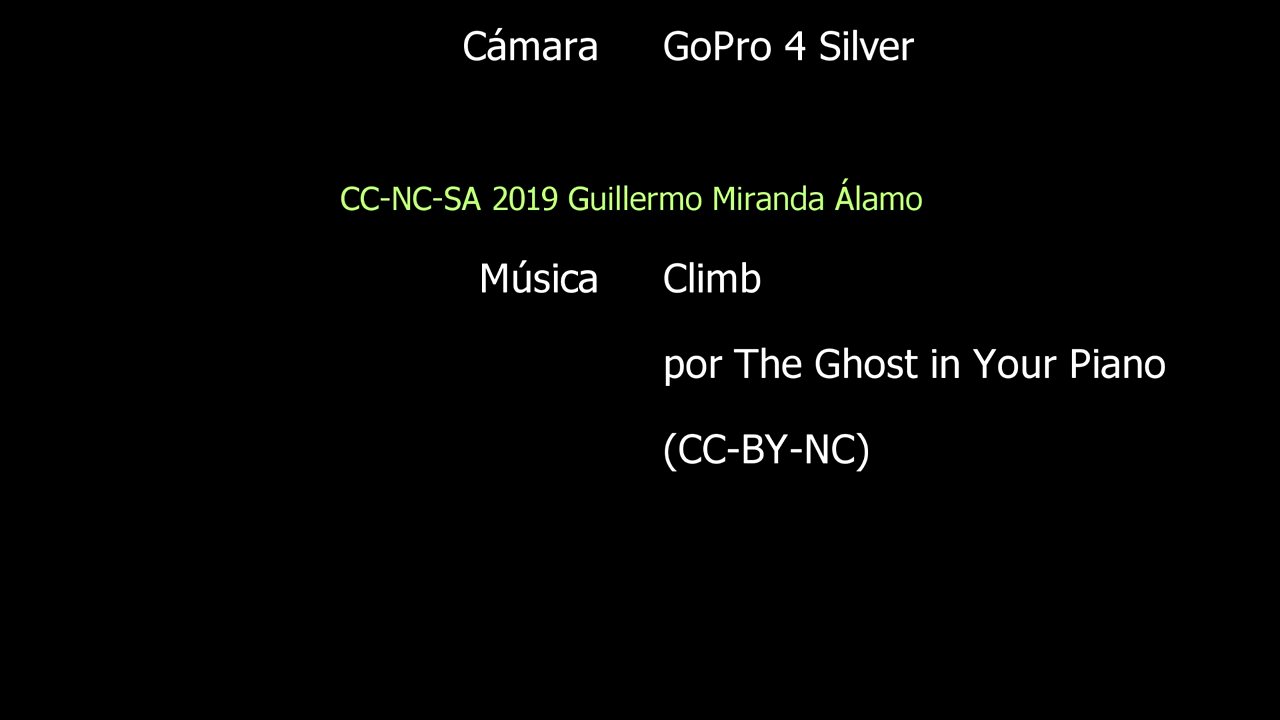 Cámara GoPro 4 Silver
CC-NC-SA 2019 Guillermo Miranda Álamo
Música Climb
por The Ghost in Your Piano
(CC-BY-NC)